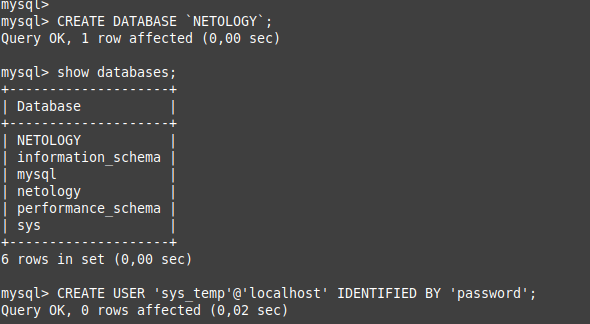 mysql>
mysql> CREATE DATABASE `NETOLOGY`;
Query OK, 1 row affected (0,00 sec)

mysql> show databases;
+--------------------+
| Database           |
+--------------------+
| NETOLOGY           |
| information_schema |
| mysql              |
| netology           |
| performance_schema |
| sys                |
+--------------------+
6 rows in set (0,00 sec)

mysql> CREATE USER 'sys_temp'@'localhost' IDENTIFIED BY 'password';
Query OK, 0 rows affected (0,02 sec)